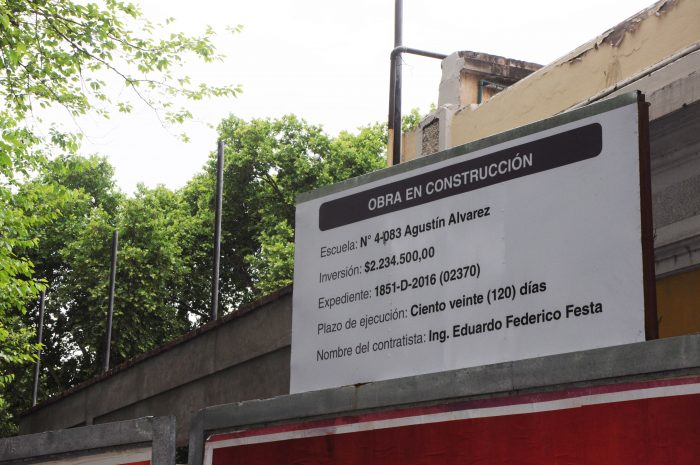 OBRA EN CONSTRUCCIÓN
Escuela: N° 4-083 Agustín Alvarez
Inversión: $2.234.500,00
Expediente: 1851-D-2016 (02370)
Plazo de ejecución: Ciento veinte (120) días
Nombre del contratista: Ing. Eduardo Federico Festa